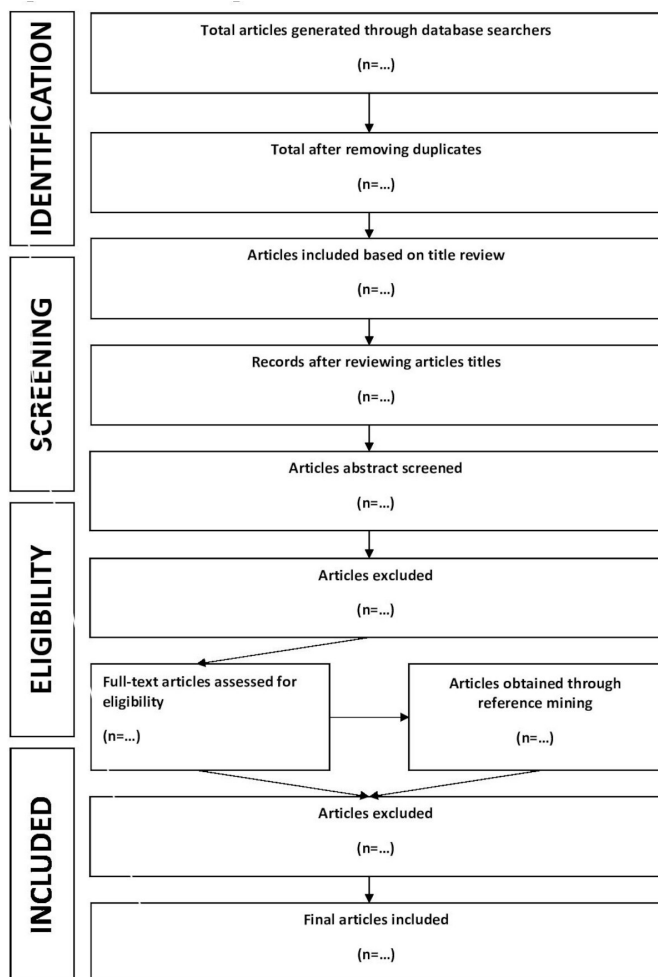 IDENTIFICATION
Total articles generated through database searchers
(n=...)
Total after removing duplicates
(n=...)
Articles included based on title review
(n=...)
SCREENING
Records after reviewing articles titles
(n=...)
Articles abstract screened
(n=...)
ELIGIBILITY
Articles excluded
(n=...)
Full-text articles assessed for
eligibility
(n=...)
Articles obtained through
reference mining
(n=...)
INCLUDED
Articles excluded
(n=...)
Final articles included
(n=...)